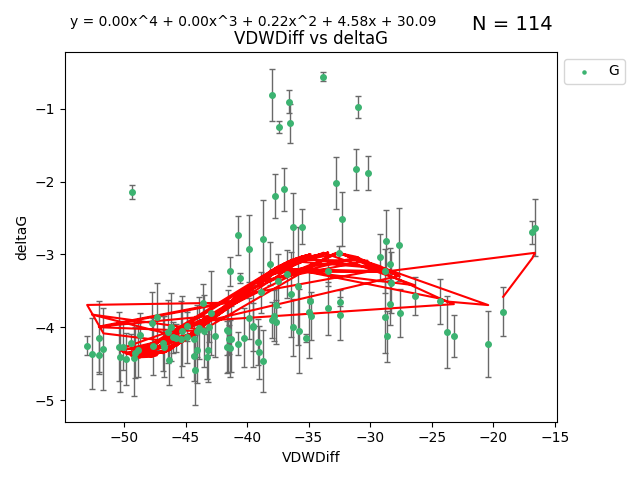 y = 0.00x^4 + 0.00x^3 + 0.22x^2 + 4.58x + 30.09
N = 114
VDWDiff vs deltaG
G
−1
−2
−3
−4
−5
deltaG
−50
−45
−40
−35
−30
−25
−20
−15
VDWDiff